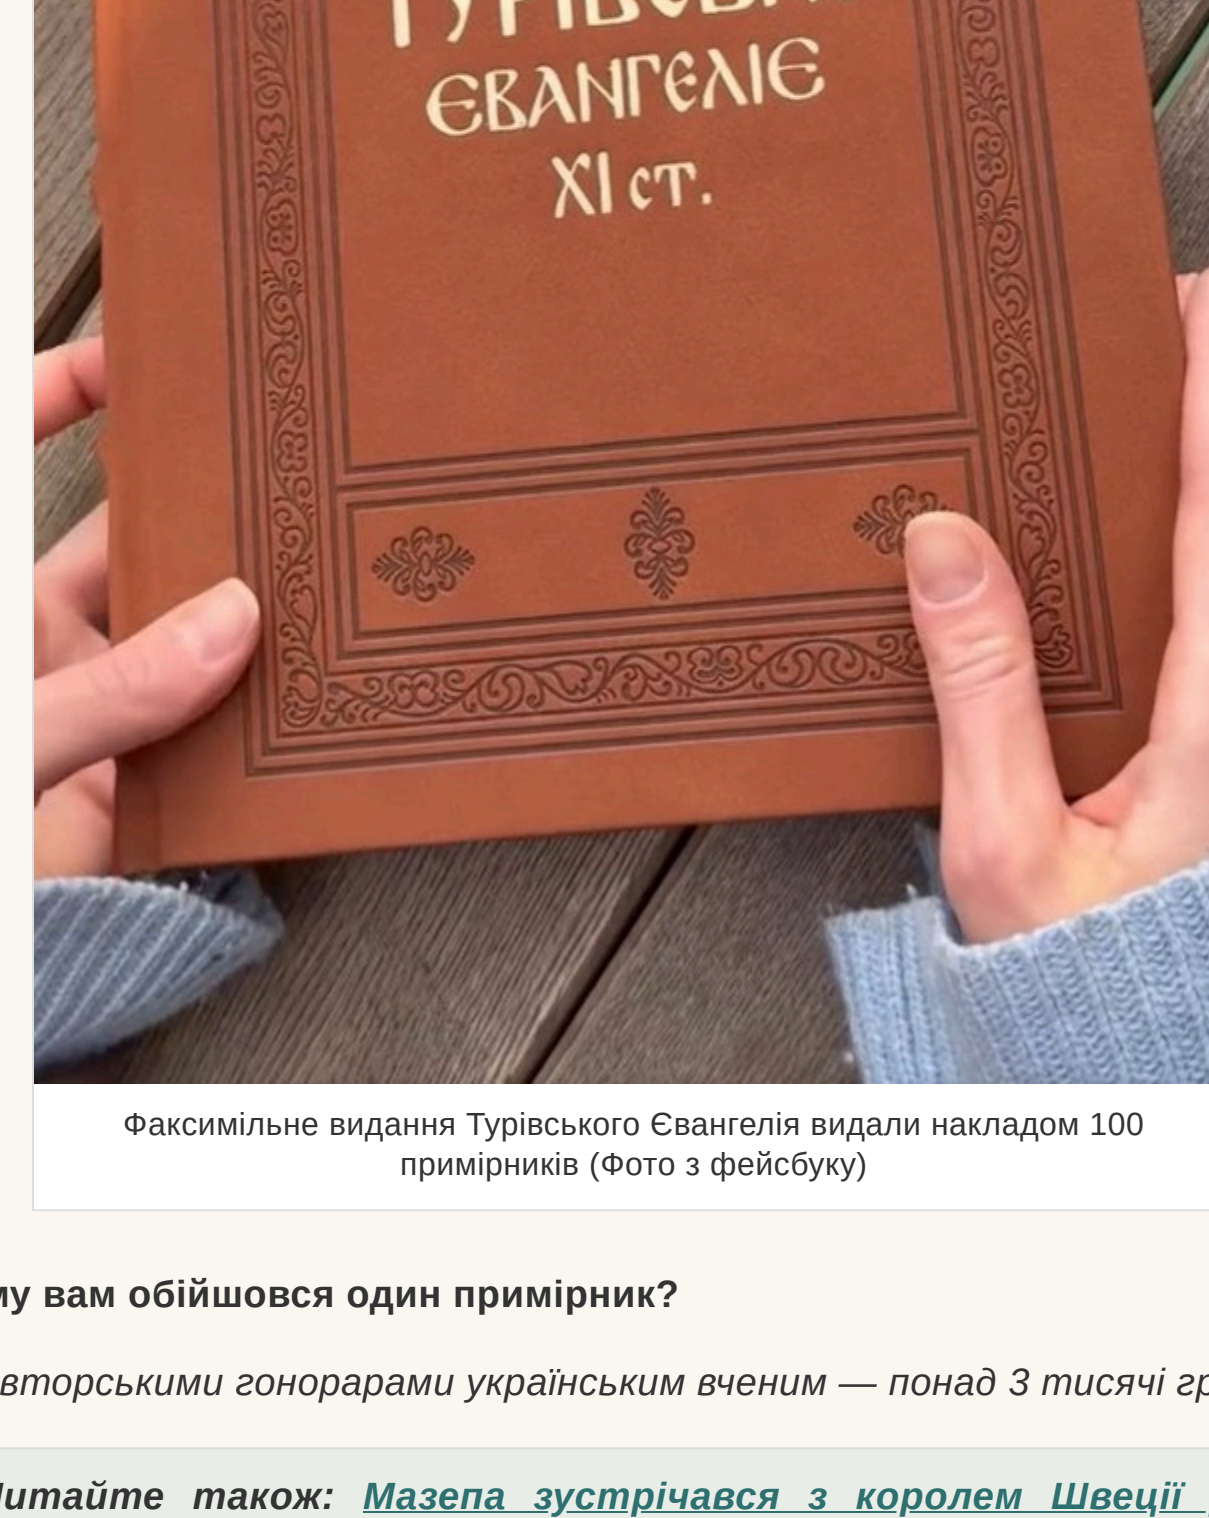 ЄВАНГЕЛІЄ
XI ст.
Факсимільне видання Турівського Євангелія видали накладом 100
примірників (Фото з фейсбуку)
вам обійшовся один примірник?
гонорарами українським вченим — понад 3 тисячі
також: Мазепа зустрічався з королем Швеції